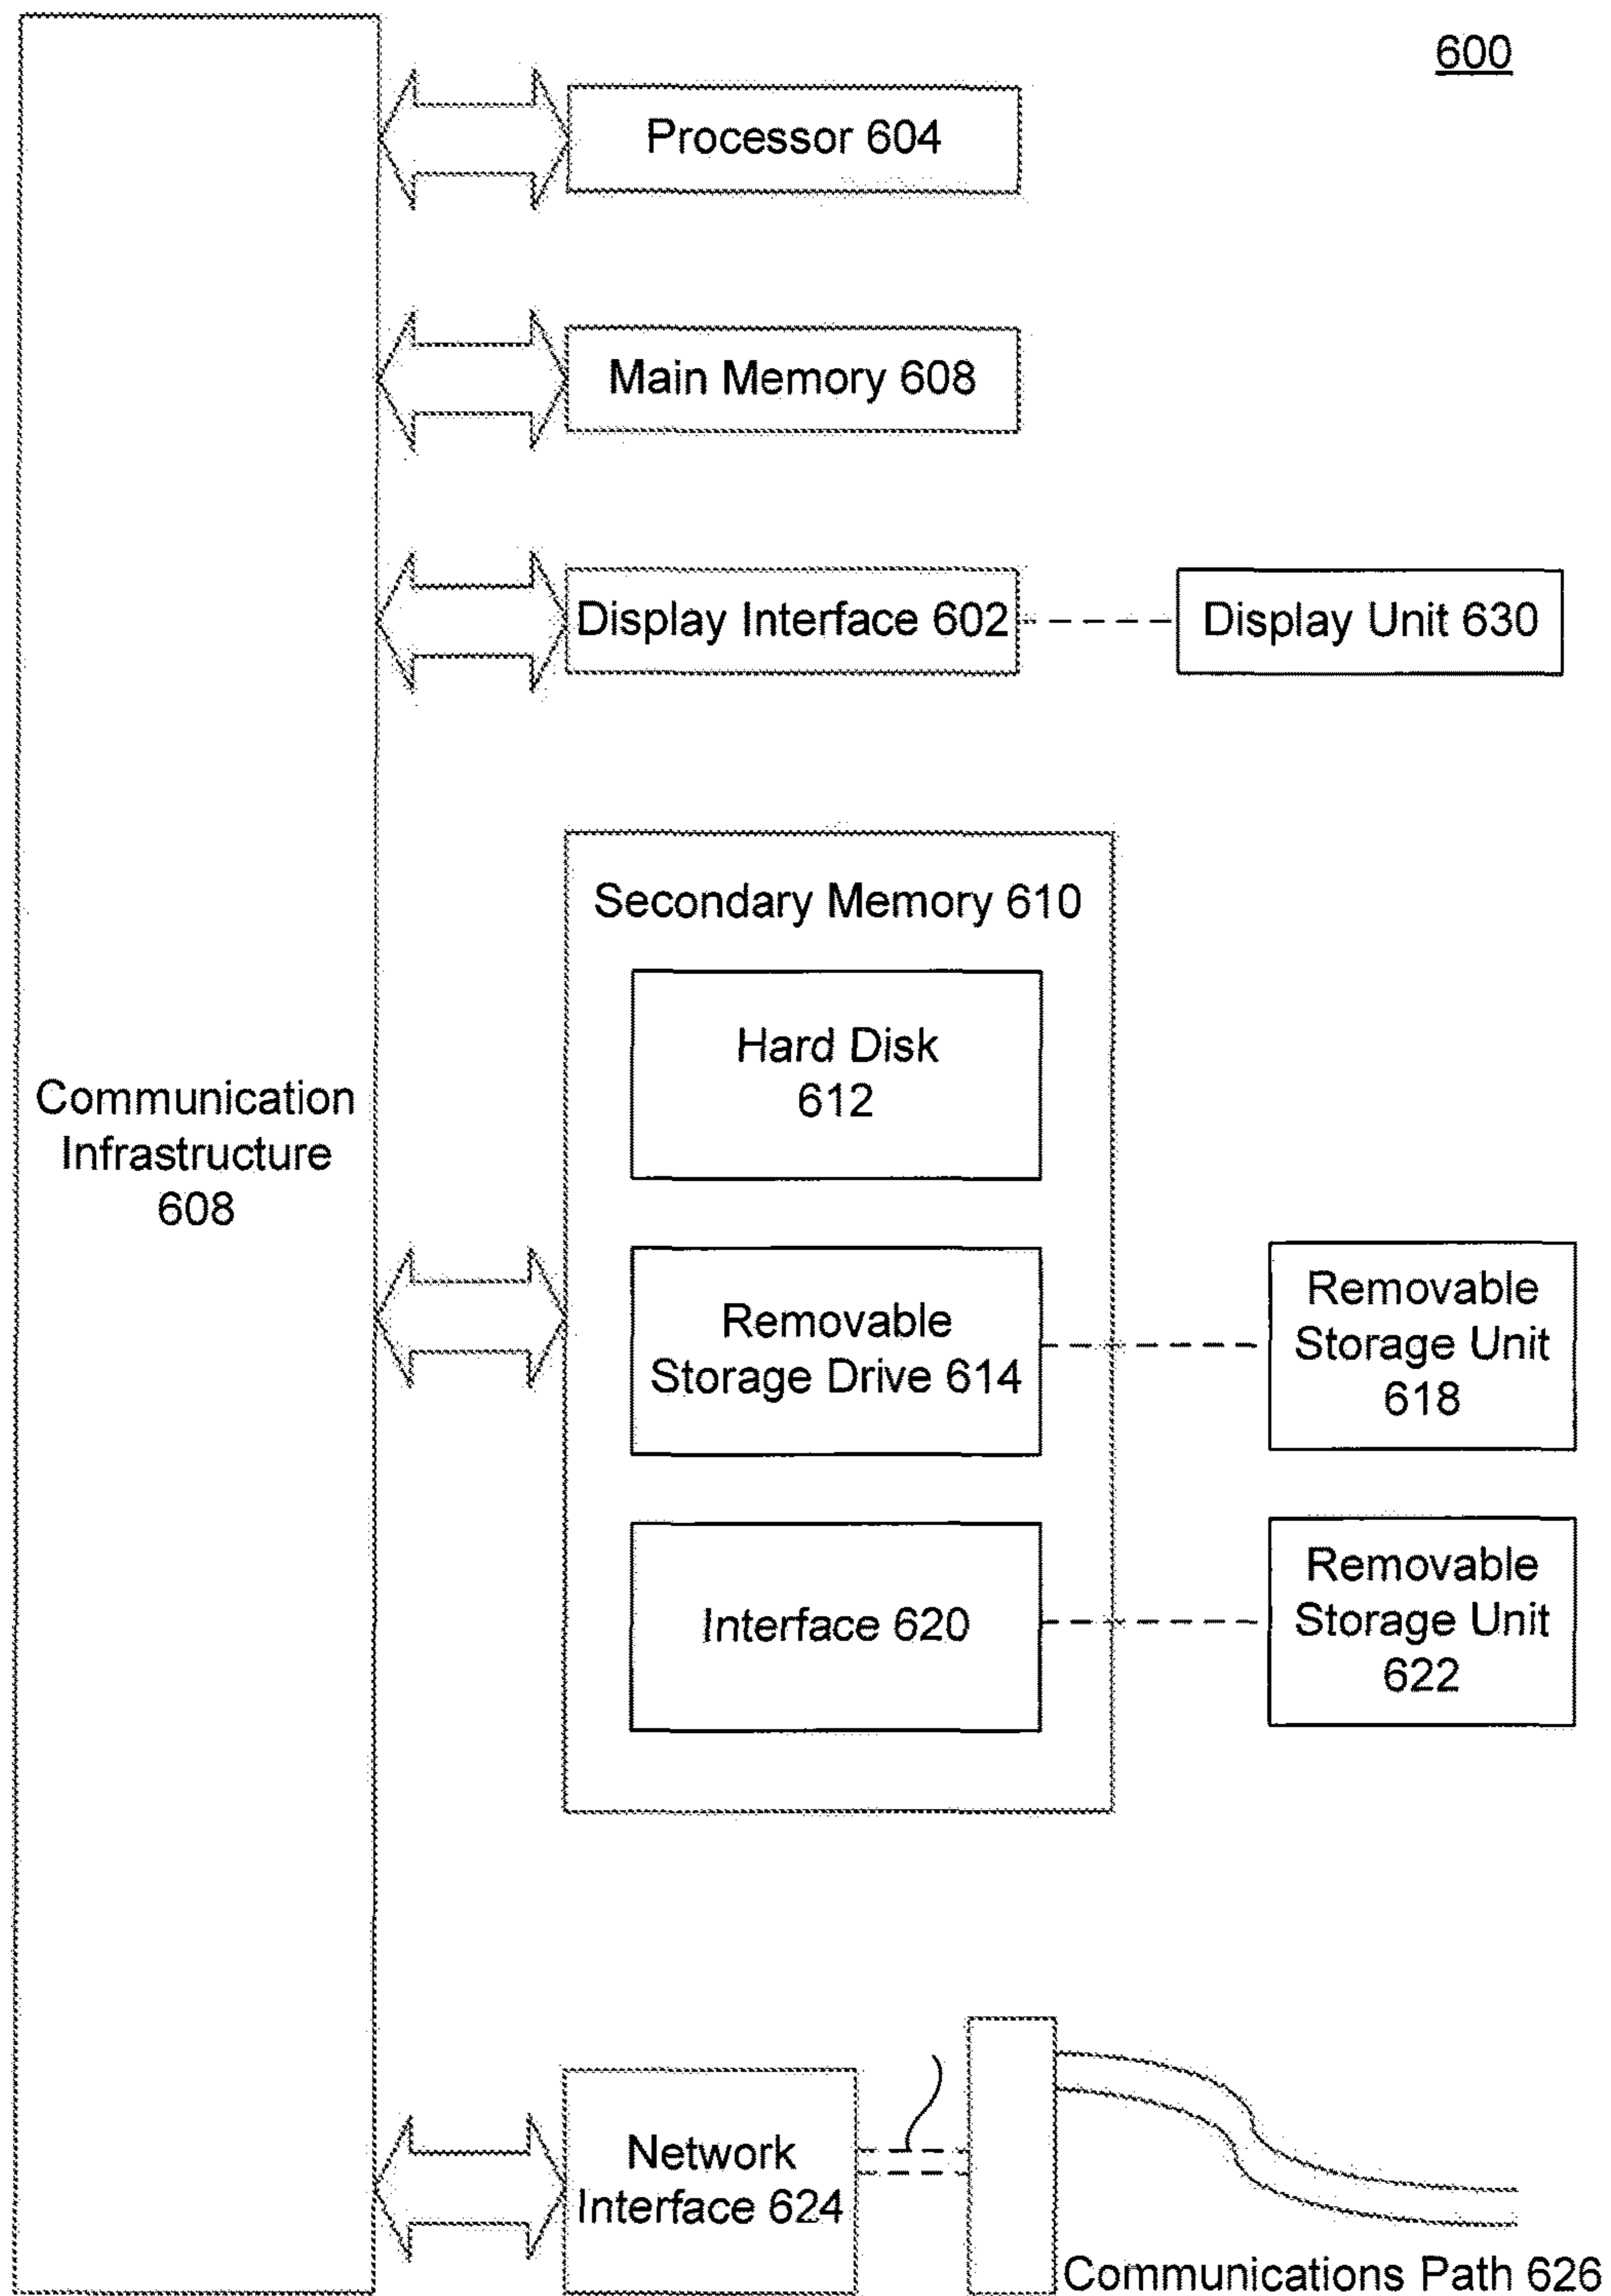 600
Processor 604
Main Memory 608
Display Interface 602
Display Unit 630
Secondary Memory 610
Hard Disk
612
Communication
Infrastructure
608
Removable
Storage Drive 614
Removable
Storage Unit
618
Interface 620
Removable
Storage Unit
622
Network
Interface 624
Communications Path 626